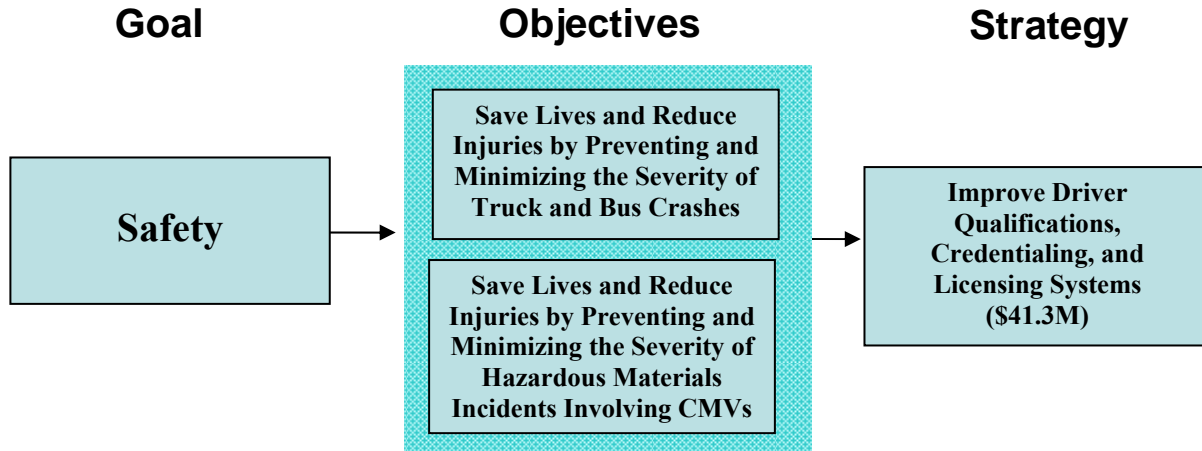 Goal
Objectives
Strategy
Safety
Save Lives and Reduce
Injuries by Preventing and
Minimizing the Severity of
Truck and Bus Crashes
Save Lives and Reduce
Injuries by Preventing and
Minimizing the Severity of
Hazardous Materials
Incidents Involving CMVs
Improve Driver
Qualifications,
Credentialing, and
Licensing Systems
($41.3M)